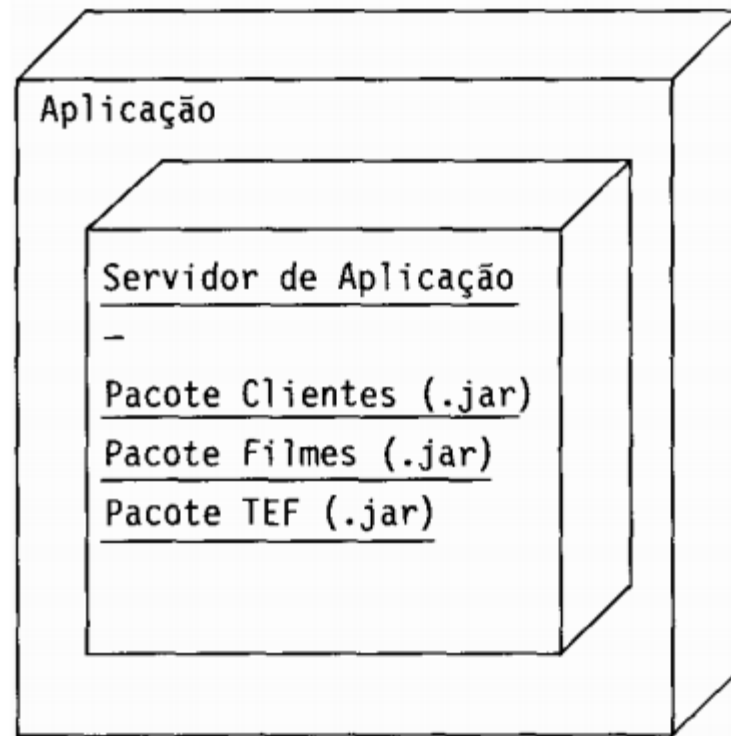 Aplicação
Servidor de Aplicação
–
Pacote Clientes (.jar)
Pacote Filmes (.jar)
Pacote TEF (.jar)